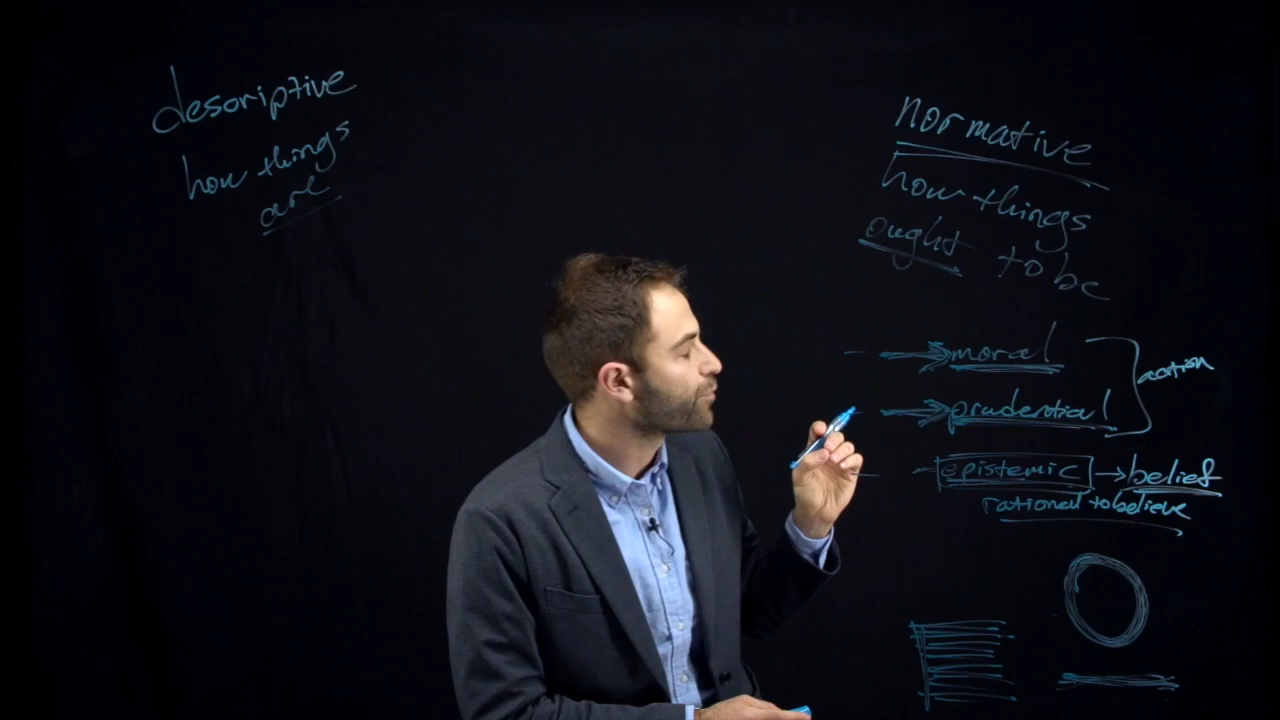 descriptive
how things
are
normative
how things
ought to be
moral
prudential
action
epistemic → belief
rational to believe